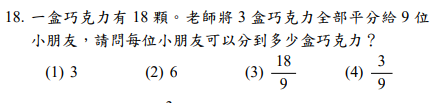 18. 一盒巧克力有 18 顆。老師將 3 盒巧克力全部平分給 9 位
小朋友，請問每位小朋友可以分到多少盒巧克力？
(1) 3 (2) 6 (3) 18/9 (4) 3/9